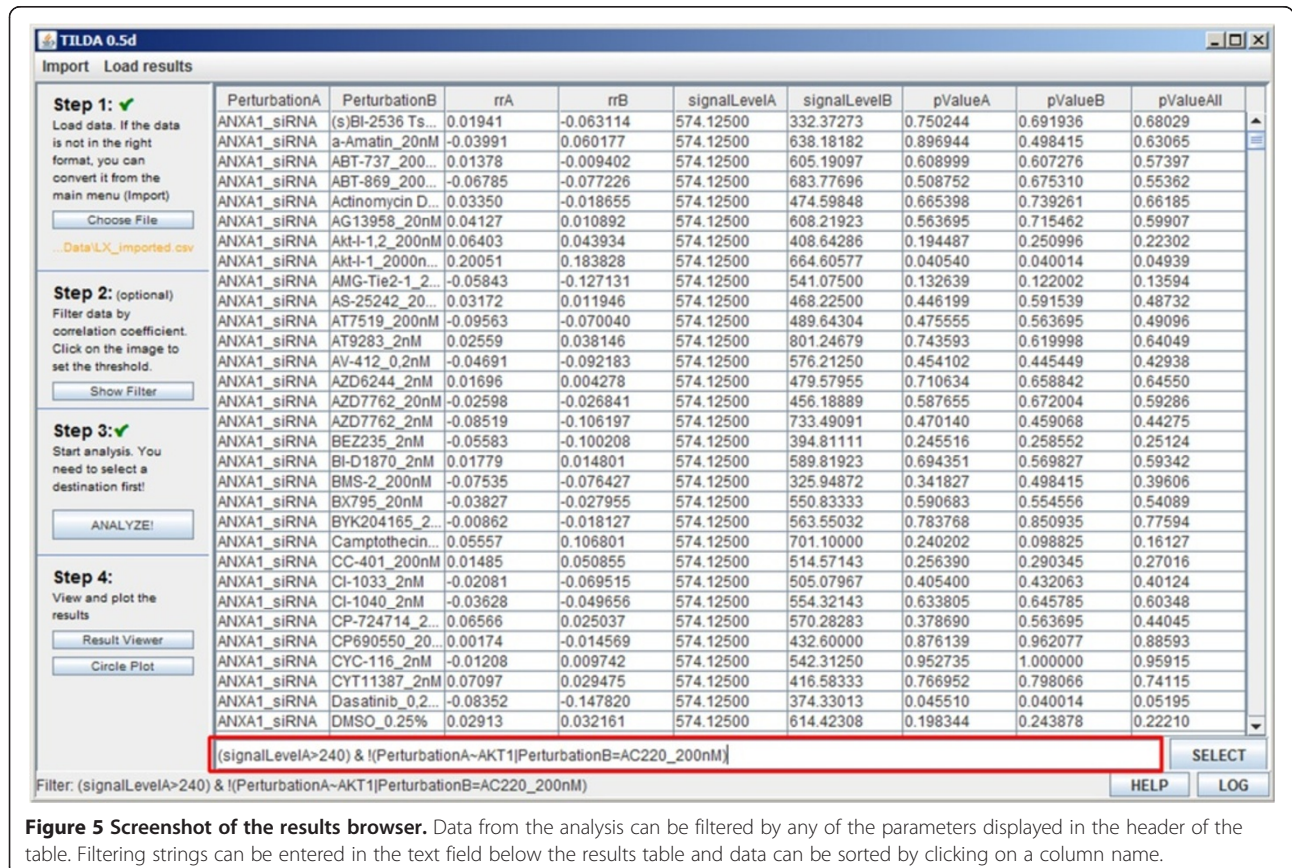 TILDA 0.5d
Import Load results
Step 1:
Load data. If the data
is not in the right
format, you can
convert it from the
main menu (Import)
Choose File
...Data\LX_imported.csv
Step 2: (optional)
Filter data by
correlation coefficient.
Click on the image to
set the threshold.
Show Filter
Step 3:
Start analysis. You
need to select a
destination first!
ANALYZE!
Step 4:
View and plot the
results
Result Viewer
Circle Plot
PerturbationA PerturbationB rrA rrB signalLevelA signalLevelB pValueA pValueB pValueAll
ANXA1_siRNA (s)BI-2536 Ts... 0.01941 -0.063114 574.12500 332.37273 0.750244 0.691936 0.68029
ANXA1_siRNA a-Amatin_20nM -0.03991 0.060177 574.12500 638.18182 0.896944 0.498415 0.63065
ANXA1_siRNA ABT-737_200... 0.01378 -0.009402 574.12500 605.19097 0.608999 0.607276 0.57397
ANXA1_siRNA ABT-869_200... -0.06785 -0.077226 574.12500 683.77696 0.508752 0.675310 0.55362
ANXA1_siRNA Actinomycin D... 0.03350 -0.018655 574.12500 474.59848 0.665398 0.739261 0.66185
ANXA1_siRNA AG13958_20nM 0.04127 0.010892 574.12500 608.21923 0.563695 0.715462 0.59907
ANXA1_siRNA Akt-I-1,2_200nM 0.06403 0.043934 574.12500 408.64286 0.194487 0.250996 0.22302
ANXA1_siRNA Akt-I-1_2000n... 0.20051 0.183828 574.12500 664.60577 0.040540 0.040014 0.04939
ANXA1_siRNA AMG-Tie2-1_2... -0.05843 -0.127131 574.12500 541.07500 0.132639 0.122002 0.13594
ANXA1_siRNA AS-25242_20... 0.03172 0.011946 574.12500 468.22500 0.446199 0.591539 0.48732
ANXA1_siRNA AT7519_200nM -0.09563 -0.070040 574.12500 489.64304 0.475555 0.563695 0.49096
ANXA1_siRNA AT9283_2nM 0.02559 0.038146 574.12500 801.24679 0.743593 0.619998 0.64049
ANXA1_siRNA AV-412_0,2nM -0.04691 -0.092183 574.12500 576.21250 0.454102 0.445449 0.42938
ANXA1_siRNA AZD6244_2nM 0.01696 0.004278 574.12500 479.57955 0.710634 0.658842 0.64550
ANXA1_siRNA AZD7762_20nM -0.02598 -0.026841 574.12500 456.18889 0.587655 0.672004 0.59286
ANXA1_siRNA AZD7762_2nM -0.08519 -0.106197 574.12500 733.49091 0.470140 0.459068 0.44275
ANXA1_siRNA BEZ235_2nM -0.05583 -0.100208 574.12500 394.81111 0.245516 0.258552 0.25124
ANXA1_siRNA BI-D1870_2nM 0.01779 0.014801 574.12500 589.81923 0.694351 0.569827 0.59342
ANXA1_siRNA BMS-2_200nM -0.07535 -0.076427 574.12500 325.94872 0.341827 0.498415 0.39606
ANXA1_siRNA BX795_20nM -0.03827 -0.027955 574.12500 550.83333 0.590683 0.554556 0.54089
ANXA1_siRNA BYK204165_2... -0.00862 -0.018127 574.12500 563.55032 0.783768 0.850935 0.77594
ANXA1_siRNA Camptothecin... 0.05557 0.106801 574.12500 701.10000 0.240202 0.098825 0.16127
ANXA1_siRNA CC-401_200nM 0.01485 0.050855 574.12500 514.57143 0.256390 0.290345 0.27016
ANXA1_siRNA CI-1033_2nM -0.02081 -0.069515 574.12500 505.07967 0.405400 0.432063 0.40124
ANXA1_siRNA CI-1040_2nM -0.03628 -0.049656 574.12500 554.32143 0.633805 0.645785 0.60348
ANXA1_siRNA CP-724714_2... 0.06566 0.025037 574.12500 570.28283 0.378690 0.563695 0.44045
ANXA1_siRNA CP690550_20... 0.00174 -0.014569 574.12500 432.60000 0.876139 0.962077 0.88593
ANXA1_siRNA CYC-116_2nM -0.01208 0.009742 574.12500 542.31250 0.952735 1.000000 0.95915
ANXA1_siRNA CYT11387_2nM 0.07097 0.029475 574.12500 416.58333 0.766952 0.798066 0.74115
ANXA1_siRNA Dasatinib_0,2... -0.08352 -0.147820 574.12500 374.33013 0.045510 0.040014 0.05195
ANXA1_siRNA DMSO_0.25% 0.02913 0.032161 574.12500 614.42308 0.198344 0.243878 0.22210
(signalLevelA>240) & !(PerturbationA~AKT1|PerturbationB=AC220_200nM)
SELECT
Filter: (signalLevelA>240) & !(PerturbationA~AKT1|PerturbationB=AC220_200nM)
HELP LOG
Figure 5 Screenshot of the results browser. Data from the analysis can be filtered by any of the parameters displayed in the header of the
table. Filtering strings can be entered in the text field below the results table and data can be sorted by clicking on a column name.